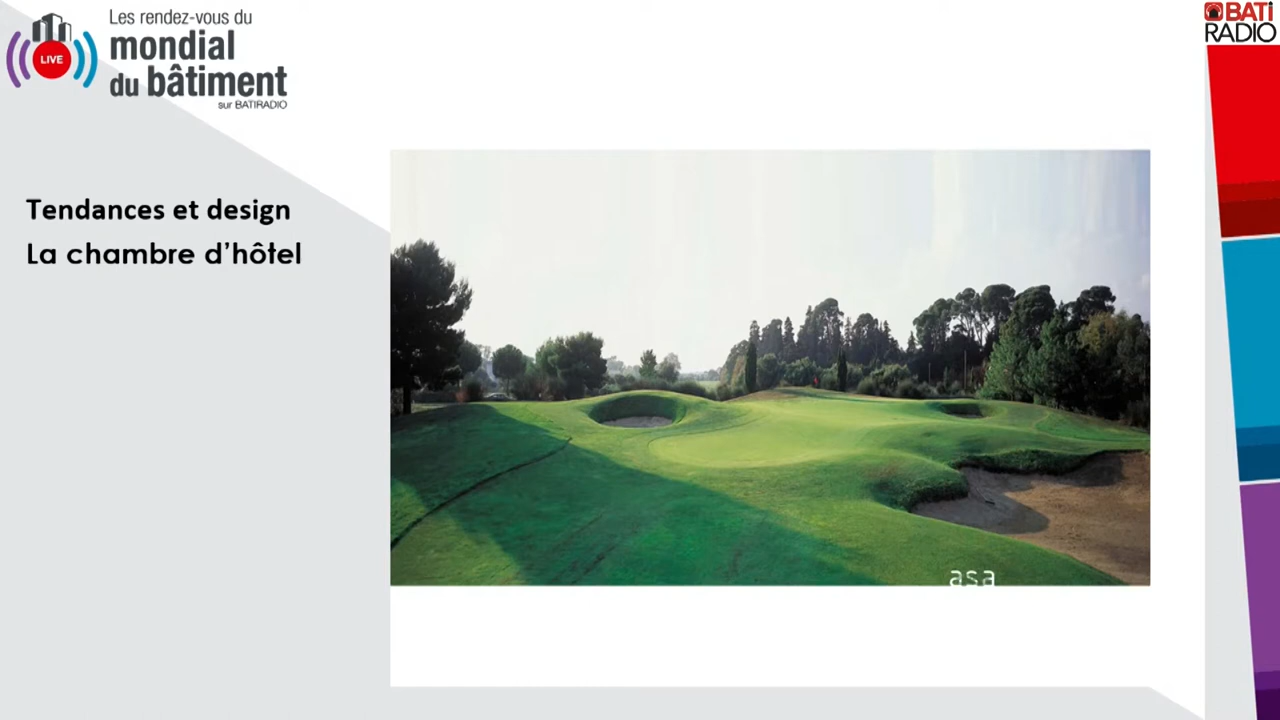 Les rendez-vous du
mondial
du bâtiment
sur BATIRADIO
LIVE
BATi
RADIO
Tendances et design
La chambre d’hôtel
asa